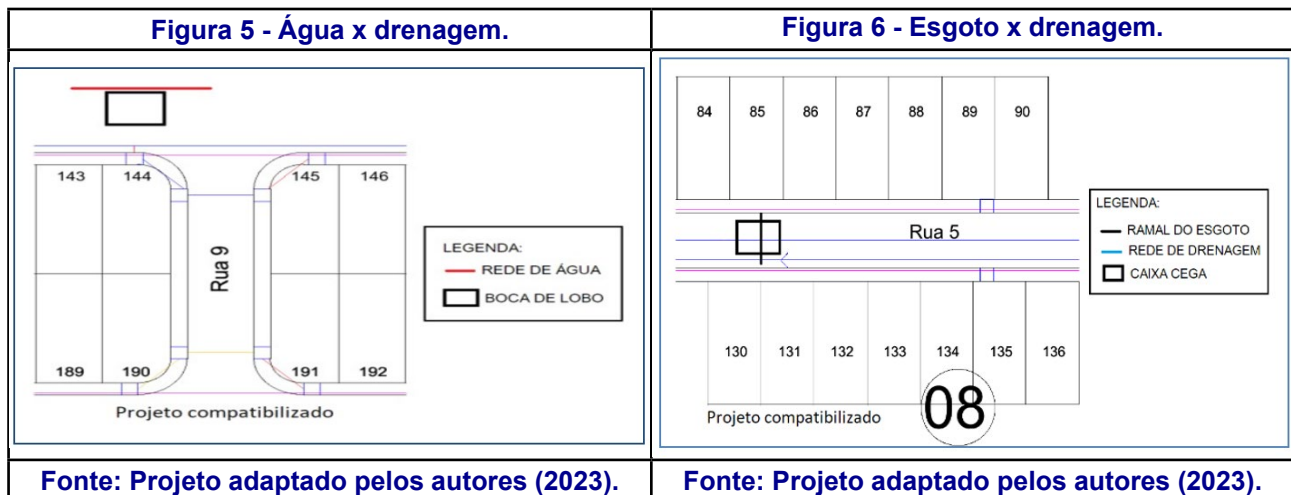 Figura 5 - Água x drenagem.
143 144 145 146
Rua 9
189 190 191 192
Projeto compatibilizado
LEGENDA:
REDE DE ÁGUA
BOCA DE LOBO
Fonte: Projeto adaptado pelos autores (2023).
Figura 6 - Esgoto x drenagem.
84 85 86 87 88 89 90
Rua 5
130 131 132 133 134 135 136
08
Projeto compatibilizado
LEGENDA:
RAMAL DO ESGOTO
REDE DE DRENAGEM
CAIXA CEGA
Fonte: Projeto adaptado pelos autores (2023).